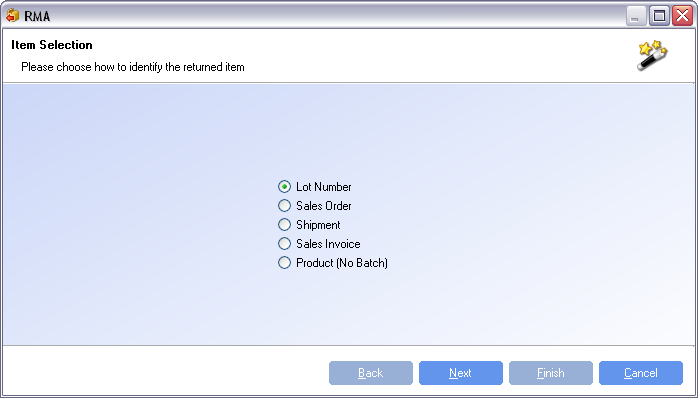 RMA
Item Selection
Please choose how to identify the returned item
Lot Number
Sales Order
Shipment
Sales Invoice
Product (No Batch)
Back Next Finish Cancel